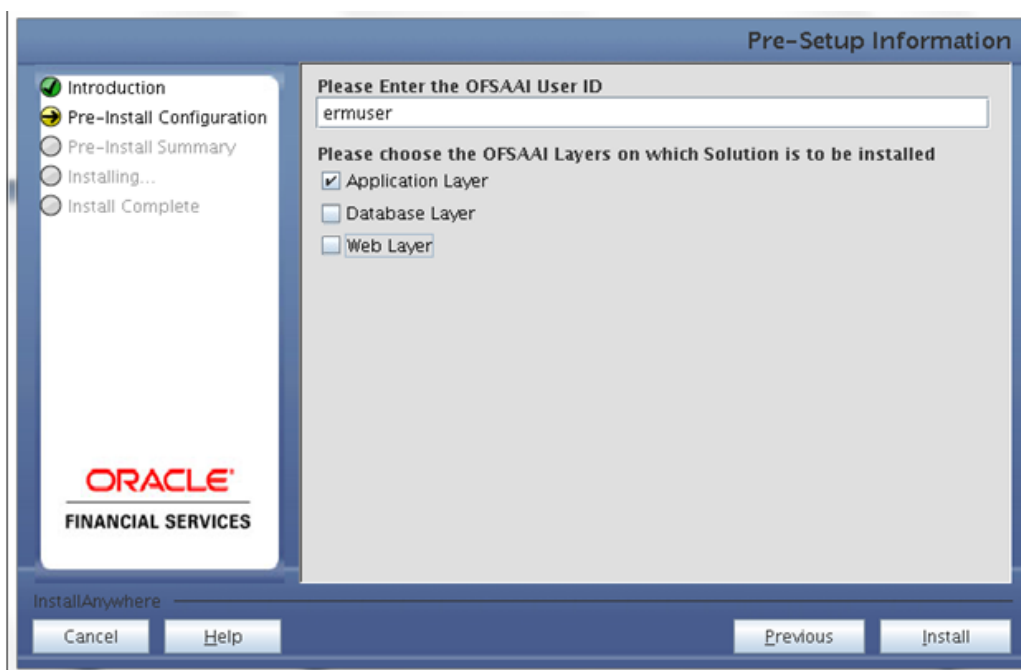 Pre-Setup Information
Introduction
Pre-Install Configuration
Pre-Install Summary
Installing...
Install Complete
ORACLE
FINANCIAL SERVICES
Please Enter the OFSAAI User ID
ermuser
Please choose the OFSAAI Layers on which Solution is to be installed
Application Layer
Database Layer
Web Layer
InstallAnywhere
Cancel
Help
Previous
Install